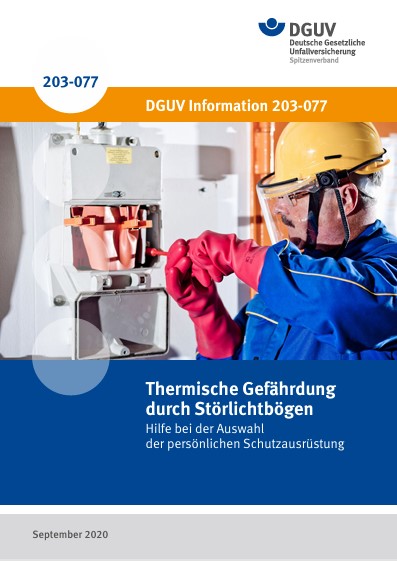 DGUV
Deutsche Gesetzliche
Unfallversicherung
Spitzenverband
203-077
DGUV Information 203-077
Thermische Gefährdung
durch Störlichtbögen
Hilfe bei der Auswahl
der persönlichen Schutzausrüstung
September 2020